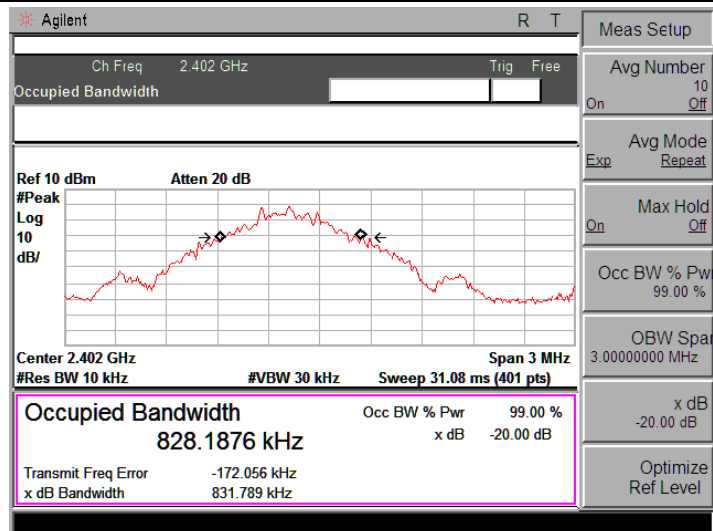 Agilent R T
Meas Setup
Ch Freq 2.402 GHz Trig Free
Occupied Bandwidth
Avg Number
10
On Off
Avg Mode
Exp Repeat
Ref 10 dBm Atten 20 dB
#Peak
Log
10
dB/
Max Hold
On Off
Occ BW % Pwr
99.00 %
OBW Span
3.00000000 MHz
Center 2.402 GHz Span 3 MHz
#Res BW 10 kHz #VBW 30 kHz Sweep 31.08 ms (401 pts)
Occupied Bandwidth Occ BW % Pwr 99.00 %
828.1876 kHz x dB -20.00 dB
Transmit Freq Error -172.056 kHz
x dB Bandwidth 831.789 kHz
x dB
-20.00 dB
Optimize
Ref Level